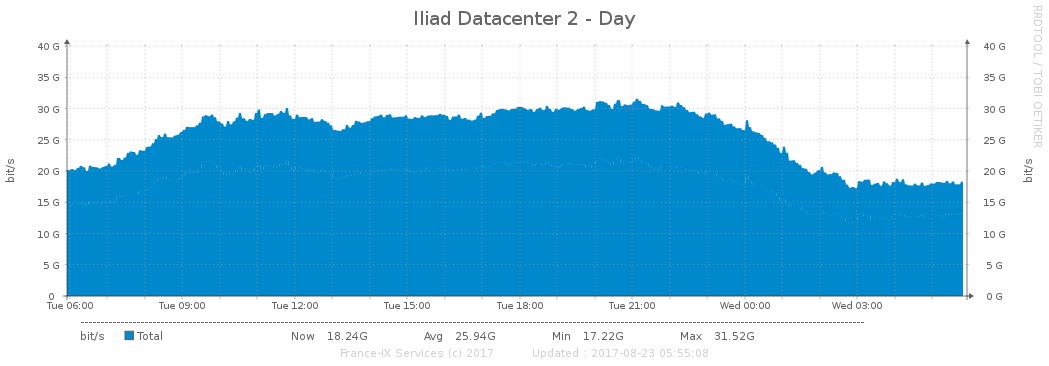 Iliad Datacenter 2 - Day
RRDTOOL / TOBI OETIKER
bit/s
40 G 40 G
35 G 35 G
30 G 30 G
25 G 25 G
20 G 20 G
15 G 15 G
10 G 10 G
5 G 5 G
0 0 G
bit/s
Tue 06:00 Tue 09:00 Tue 12:00 Tue 15:00 Tue 18:00 Tue 21:00 Wed 00:00 Wed 03:00
bit/s Total Now 18.24G Avg 25.94G Min 17.22G Max 31.52G
France-IX Services (c) 2017 Updated : 2017-08-23 05:55:08